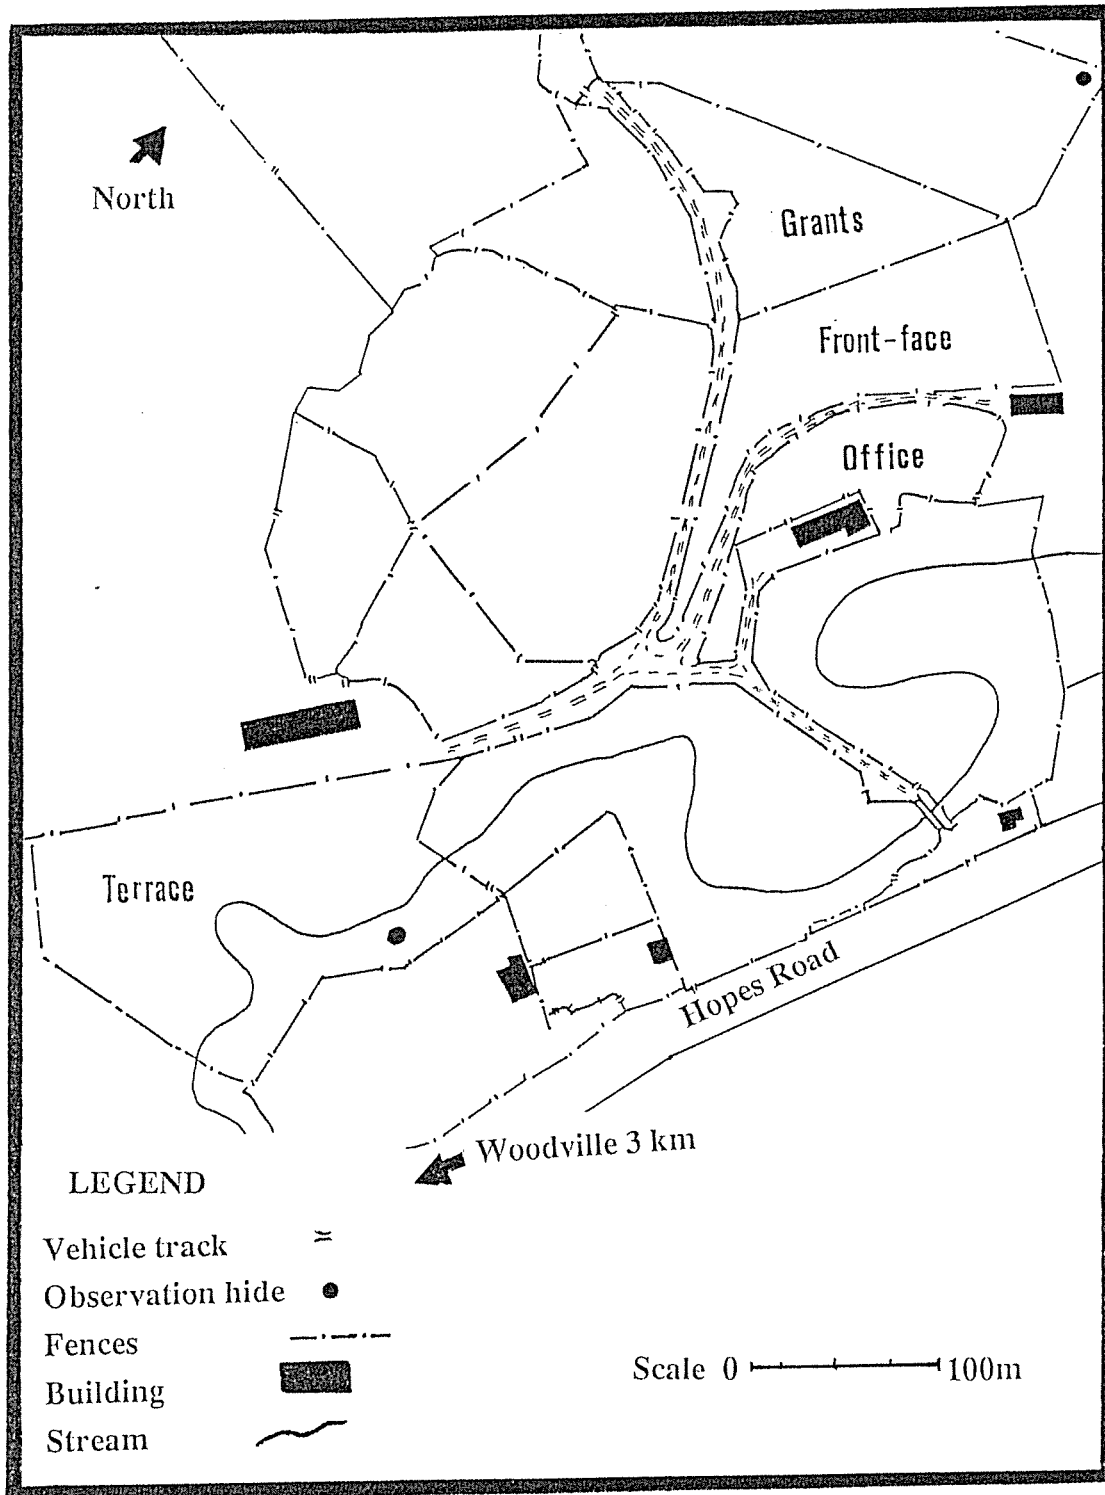 North
Grants
Front-face
Office
Terrace
Hopes Road
Woodville 3 km
LEGEND
Vehicle track
Observation hide
Fences
Building
Stream
Scale 0 100m